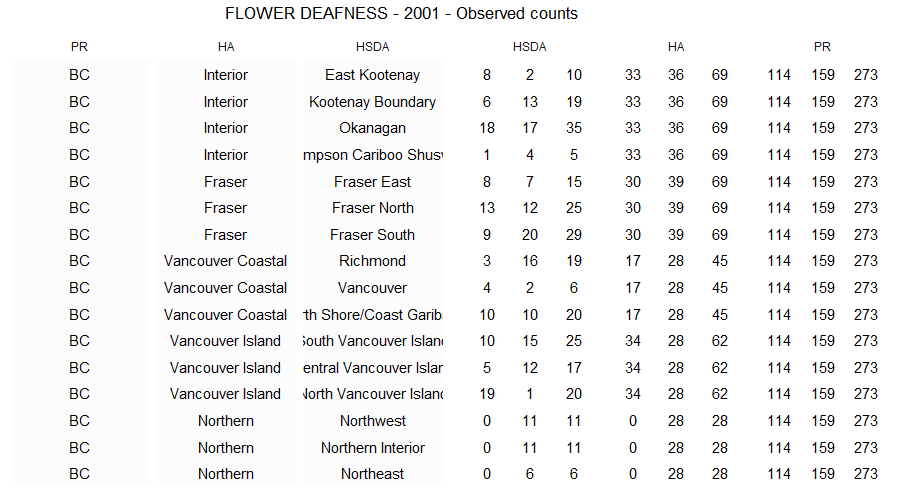 FLOWER DEAFNESS - 2001 - Observed counts
PR HA HSDA HSDA HA PR
BC Interior East Kootenay 8 2 10 33 36 69 114 159 273
BC Interior Kootenay Boundary 6 13 19 33 36 69 114 159 273
BC Interior Okanagan 18 17 35 33 36 69 114 159 273
BC Interior mpson Cariboo Shusw 1 4 5 33 36 69 114 159 273
BC Fraser Fraser East 8 7 15 30 39 69 114 159 273
BC Fraser Fraser North 13 12 25 30 39 69 114 159 273
BC Fraser Fraser South 9 20 29 30 39 69 114 159 273
BC Vancouver Coastal Richmond 3 16 19 17 28 45 114 159 273
BC Vancouver Coastal Vancouver 4 2 6 17 28 45 114 159 273
BC Vancouver Coastal rth Shore/Coast Gariba 10 10 20 17 28 45 114 159 273
BC Vancouver Island South Vancouver Island 10 15 25 34 28 62 114 159 273
BC Vancouver Island entral Vancouver Islan 5 12 17 34 28 62 114 159 273
BC Vancouver Island North Vancouver Island 19 1 20 34 28 62 114 159 273
BC Northern Northwest 0 11 11 0 28 28 114 159 273
BC Northern Northern Interior 0 11 11 0 28 28 114 159 273
BC Northern Northeast 0 6 6 0 28 28 114 159 273